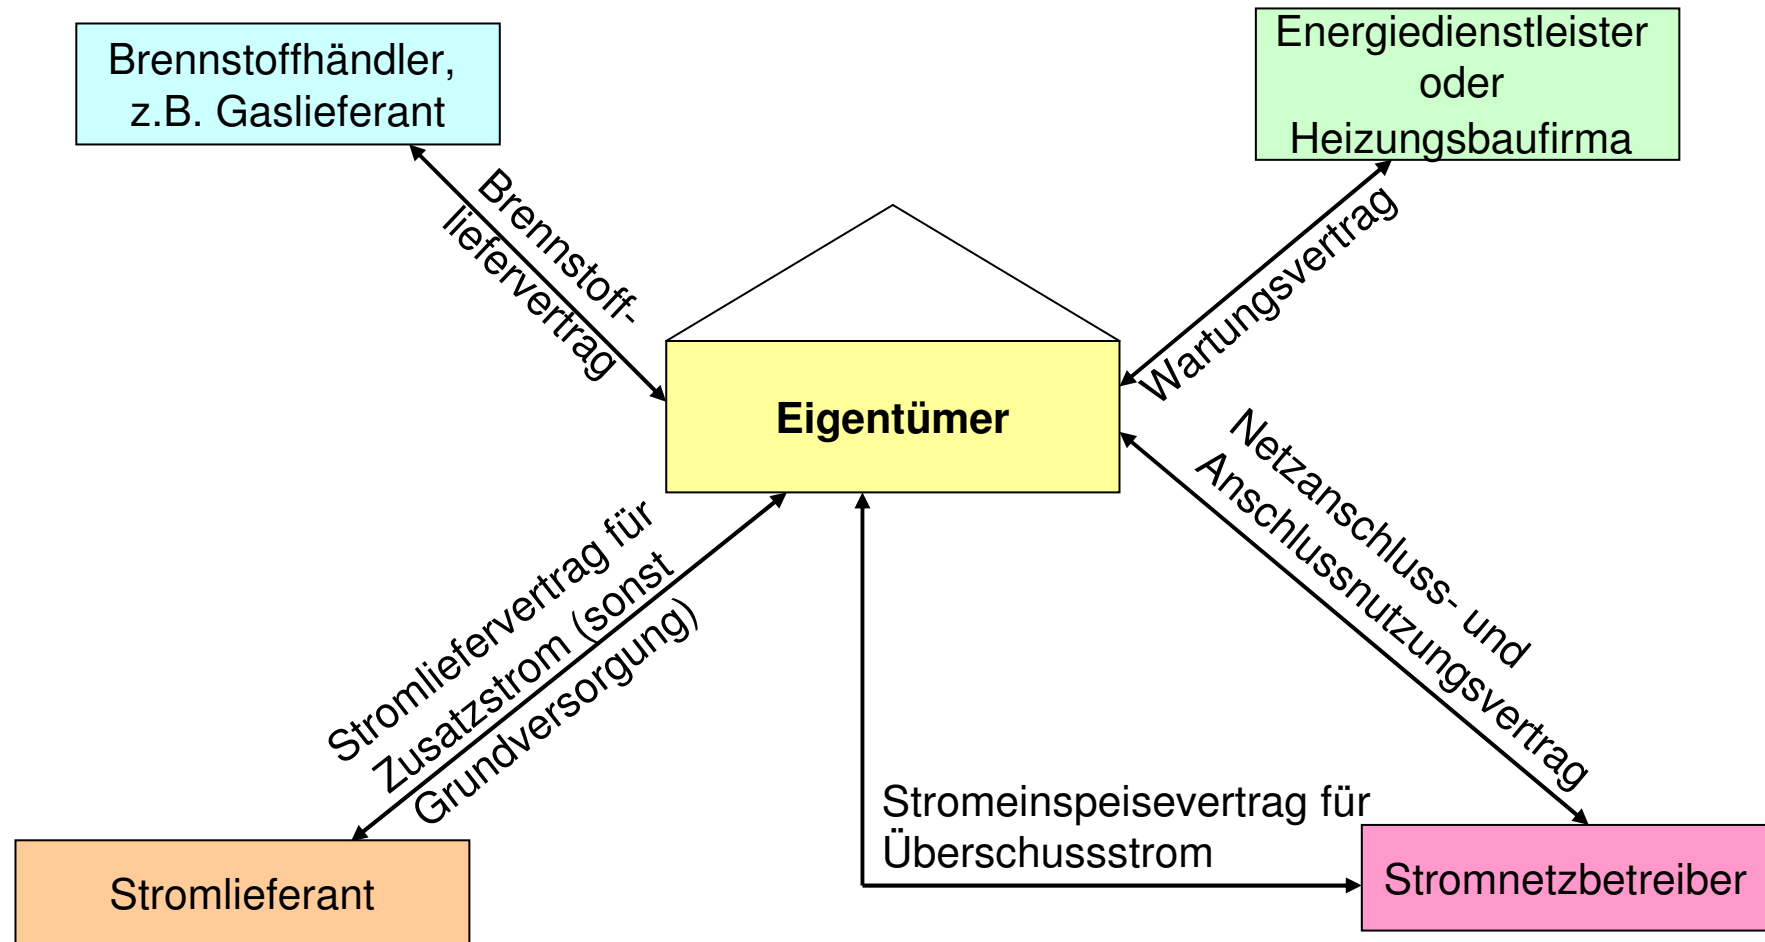 Brennstoffhändler,
z.B. Gaslieferant
Energiedienstleister
oder
Heizungsbaufirma
Brennstoff-
liefervertrag
Wartungsvertrag
Eigentümer
Netzanschluss- und
Anschlussnutzungsvertrag
Stromliefervertrag für
Zusatzstrom (sonst
Grundversorgung)
Stromeinspeisevertrag für
Überschussstrom
Stromlieferant
Stromnetzbetreiber